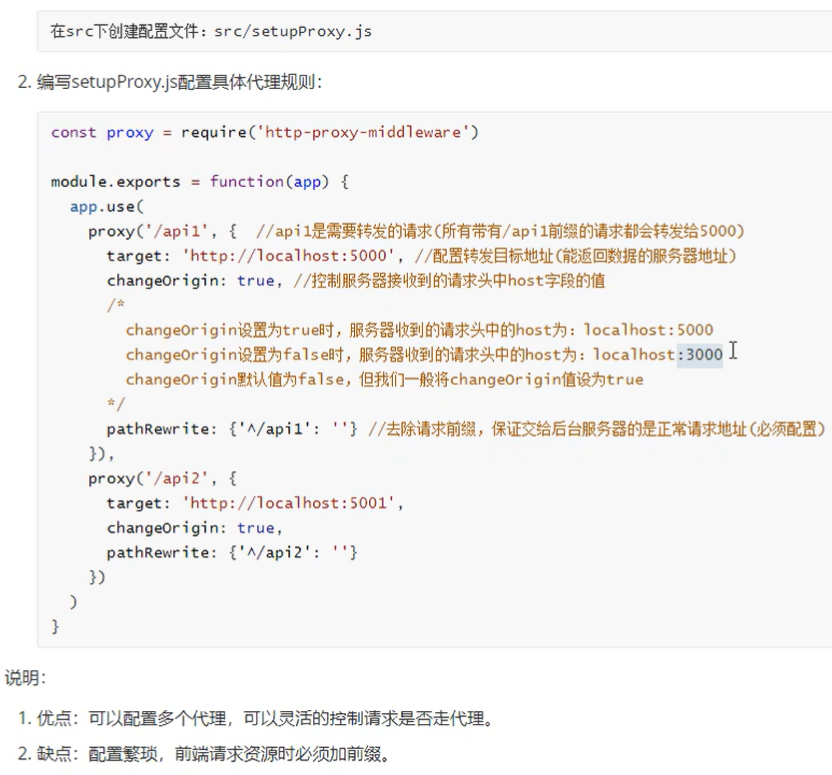 在src下创建配置文件：src/setupProxy.js
2. 编写setupProxy.js配置具体代理规则：
const proxy = require('http-proxy-middleware')
module.exports = function(app) {
app.use(
proxy('/api1', {  //api1是需要转发的请求(所有带有/api1前缀的请求都会转发给5000)
target: 'http://localhost:5000', //配置转发目标地址(能返回数据的服务器地址)
changeOrigin: true, //控制服务器接收到的请求头中host字段的值
/*
changeOrigin设置为true时，服务器收到的请求头中的host为：localhost:5000
changeOrigin设置为false时，服务器收到的请求头中的host为：localhost:3000
changeOrigin默认值为false，但我们一般将changeOrigin值设为true
*/
pathRewrite: {'^/api1': ''} //去除请求前缀，保证交给后台服务器的是正常请求地址(必须配置)
}),
proxy('/api2', {
target: 'http://localhost:5001',
changeOrigin: true,
pathRewrite: {'^/api2': ''}
})
)
}
说明：
1. 优点：可以配置多个代理，可以灵活的控制请求是否走代理。
2. 缺点：配置繁琐，前端请求资源时必须加前缀。